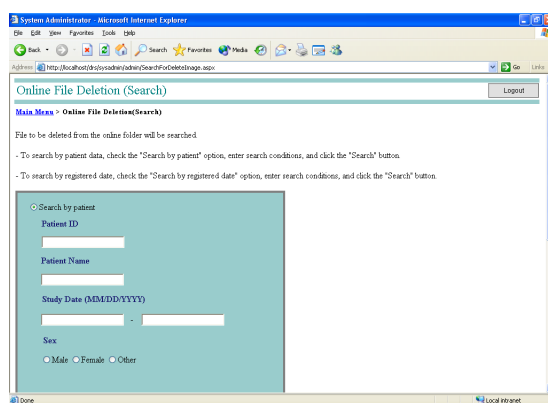 System Administrator - Microsoft Internet Explorer
File Edit View Favorites Tools Help
Back Search Favorites Media
Address http://localhost/drs/sysadmin/admin/SearchForDeleteImage.aspx Go Links
Online File Deletion (Search) Logout
Main Menu > Online File Deletion(Search)
File to be deleted from the online folder will be searched.
- To search by patient data, check the "Search by patient" option, enter search conditions, and click the "Search" button.
- To search by registered date, check the "Search by registered date" option, enter search conditions, and click the "Search" button.
Search by patient
Patient ID
Patient Name
Study Date (MM/DD/YYYY)
-
Sex
Male Female Other
Done Local intranet